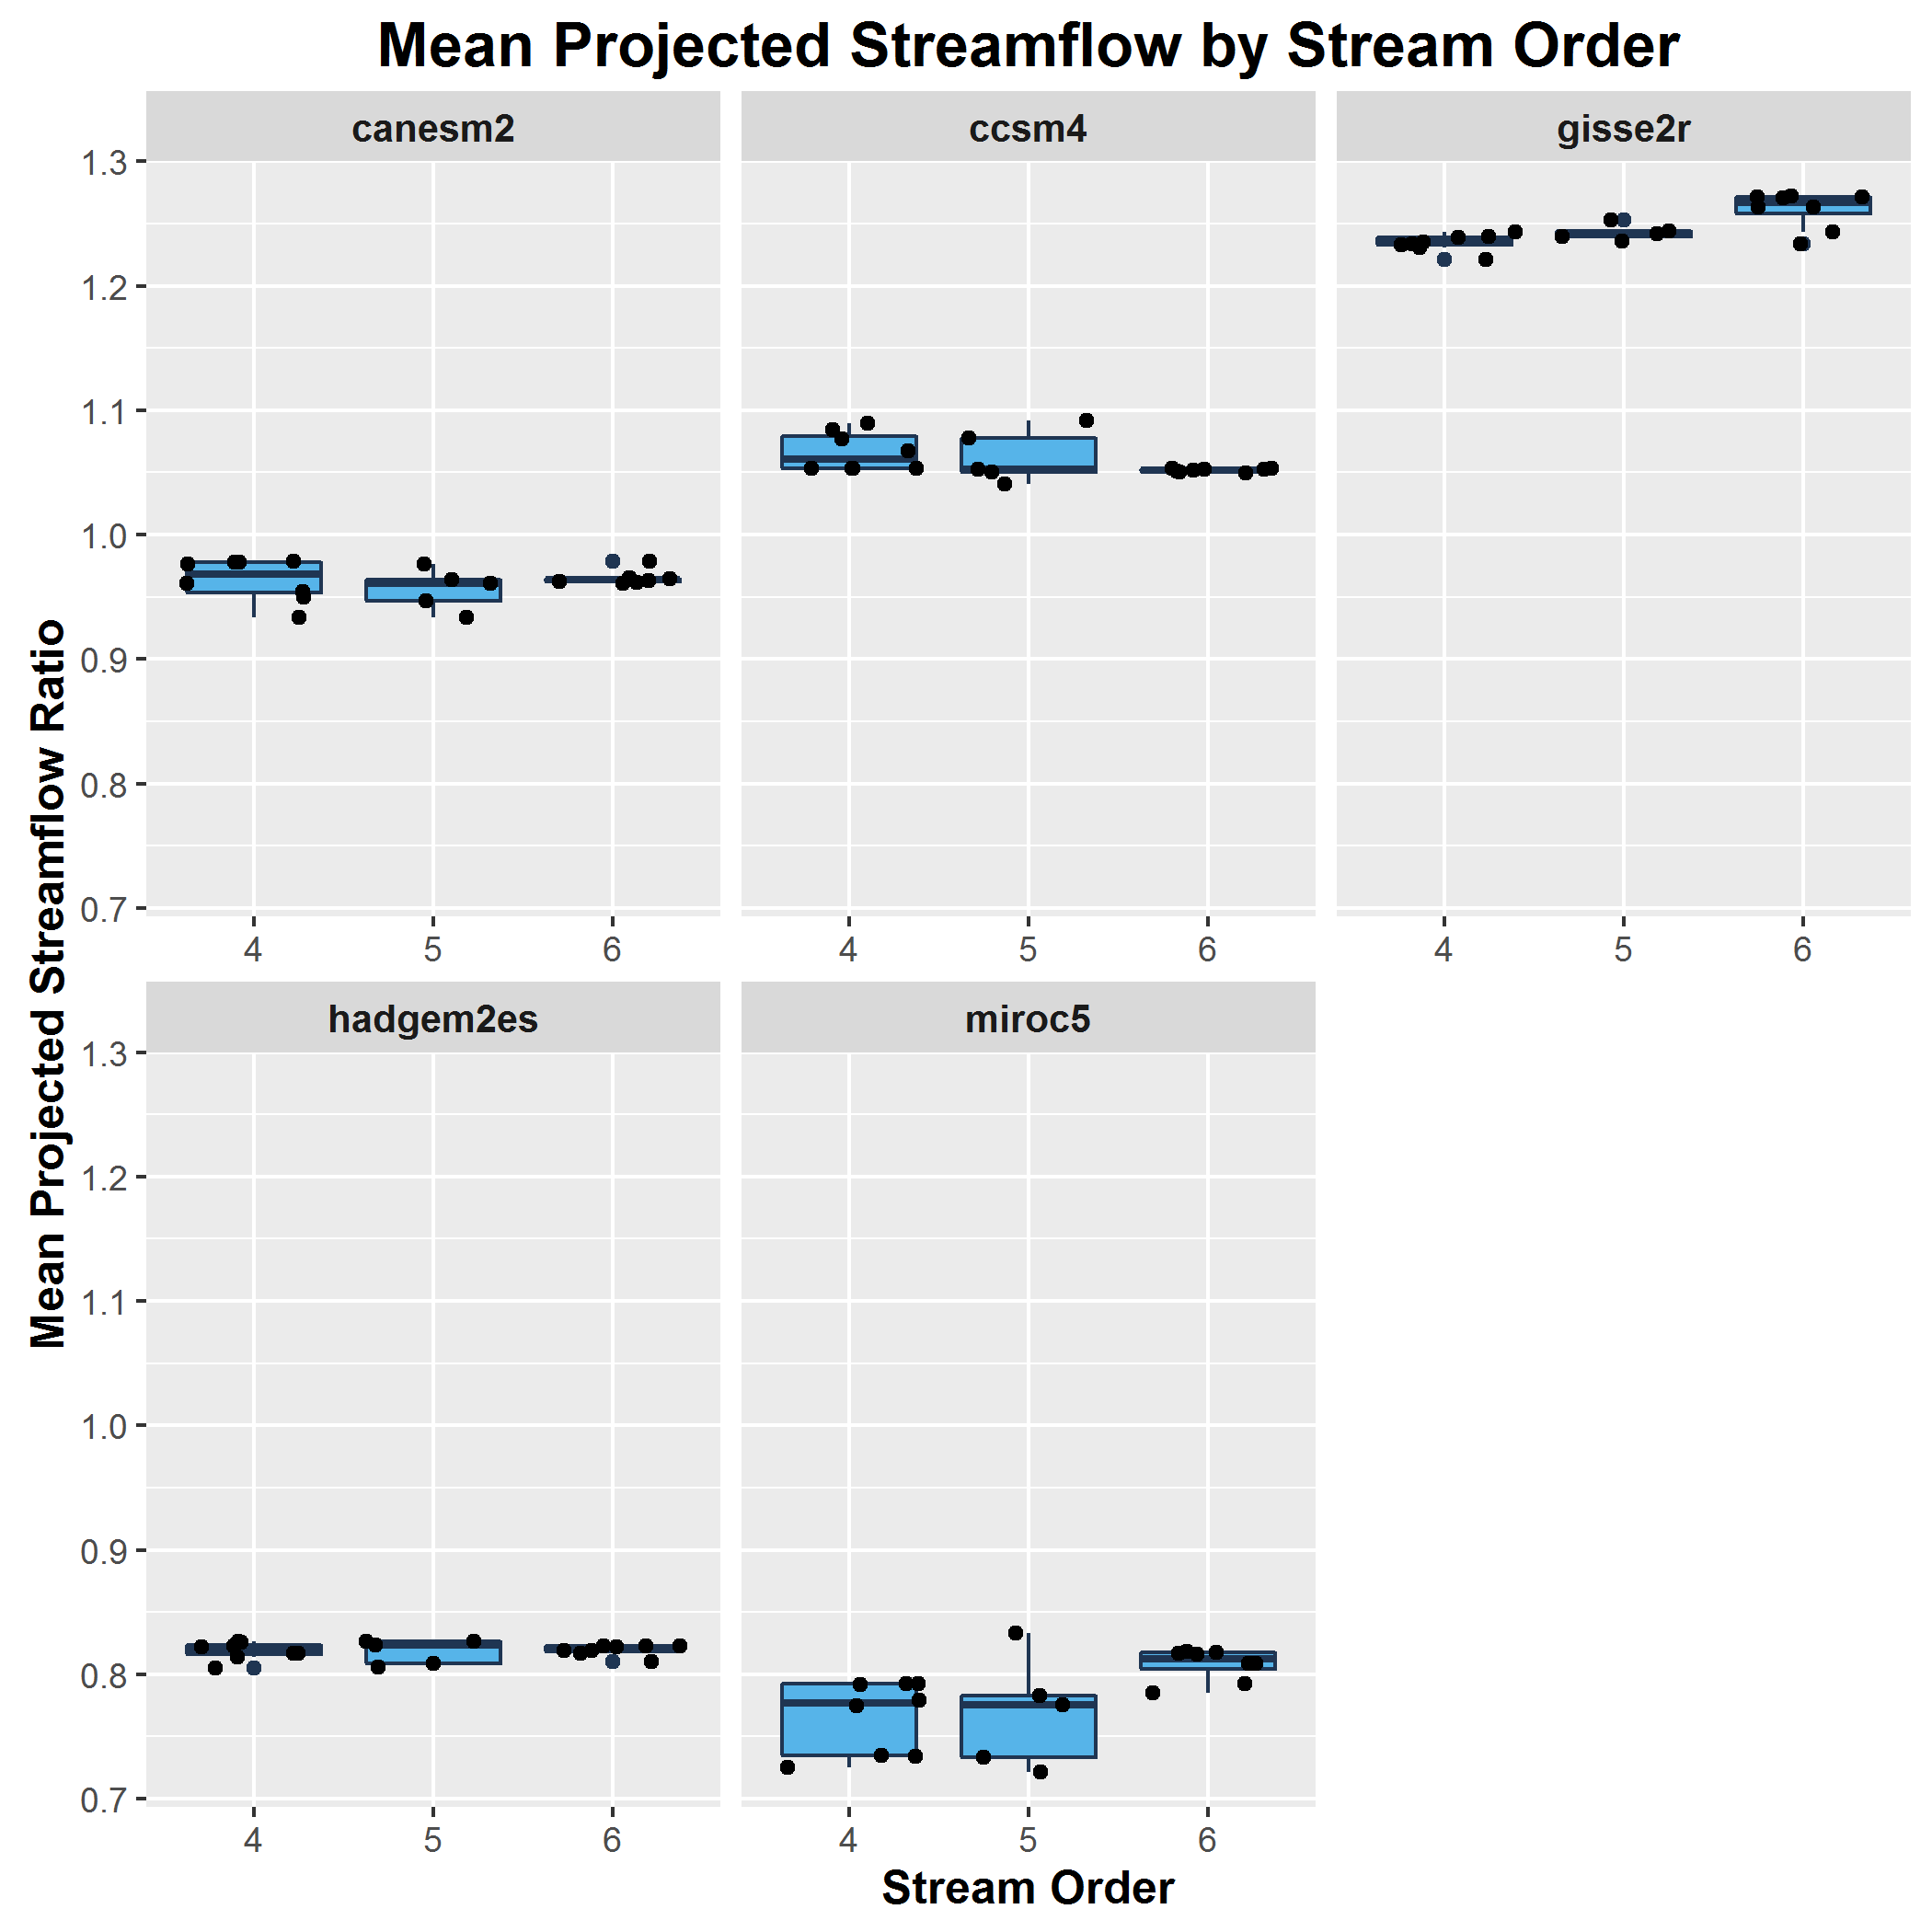 Mean Projected Streamflow by Stream Order
canesm2
ccsm4
gisse2r
1.3
1.2
1.1
1.0
0.9
0.8
0.7
4 5 6
4 5 6
4 5 6
Mean Projected Streamflow Ratio
hadgem2es
miroc5
1.3
1.2
1.1
1.0
0.9
0.8
0.7
4 5 6
4 5 6
Stream Order